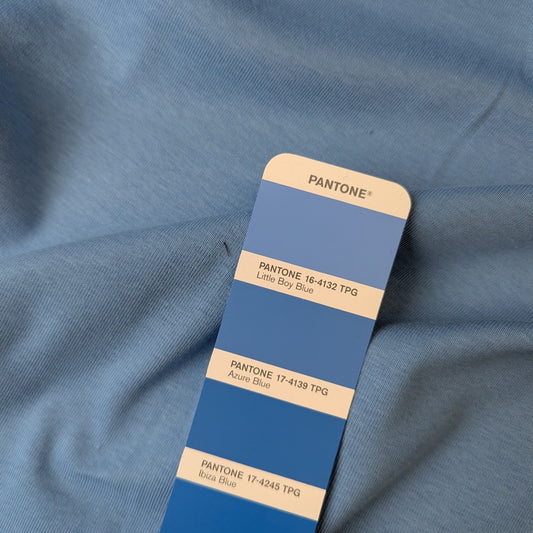 PANTONE®
PANTONE 16-4132 TPG
Little Boy Blue
PANTONE 17-4139 TPG
Azure Blue
PANTONE 17-4245 TPG
Ibiza Blue